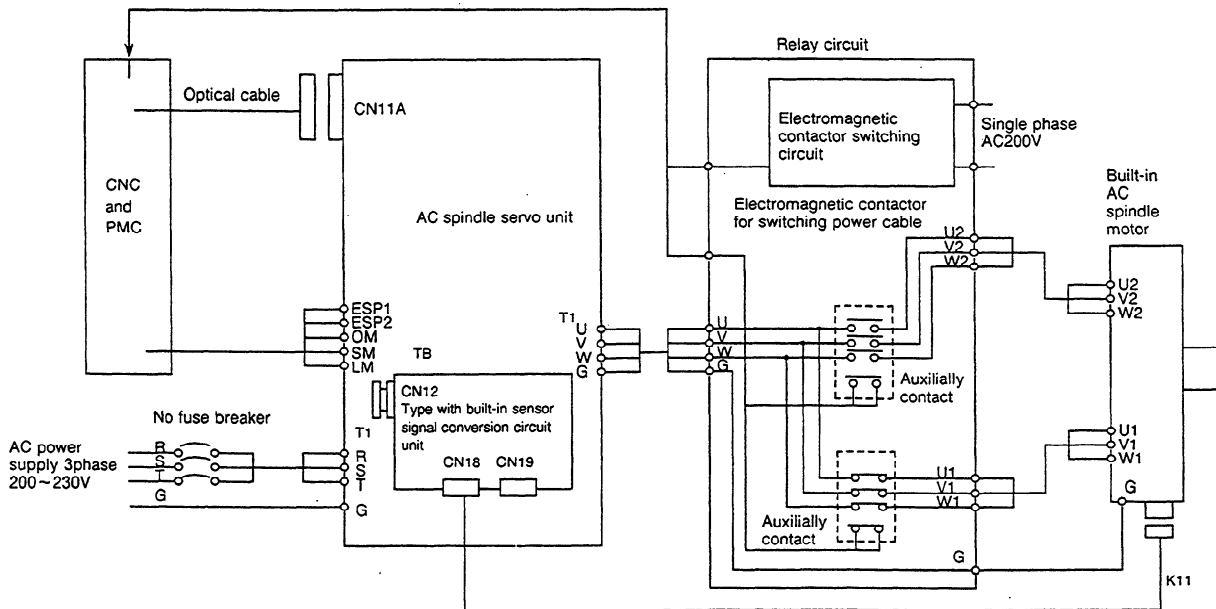 Relay circuit
Optical cable
CN11A
Electromagnetic
contactor switching
circuit
Single phase
AC200V
CNC
and
PMC
AC spindle servo unit
Electromagnetic contactor
for switching power cable
Built-in
AC
spindle
motor
U2
V2
W2
U2
V2
W2
ESP1
ESP2
OM
SM
LM
TB
T1
U
V
W
G
U
V
W
G
Auxilially
contact
CN12
Type with built-in sensor
signal conversion circuit
unit
CN18
CN19
No fuse breaker
AC power
supply 3phase
200~230V
R
S
T
G
T1
R
S
T
G
U1
V1
W1
U1
V1
W1
Auxilially
contact
G
G
K11